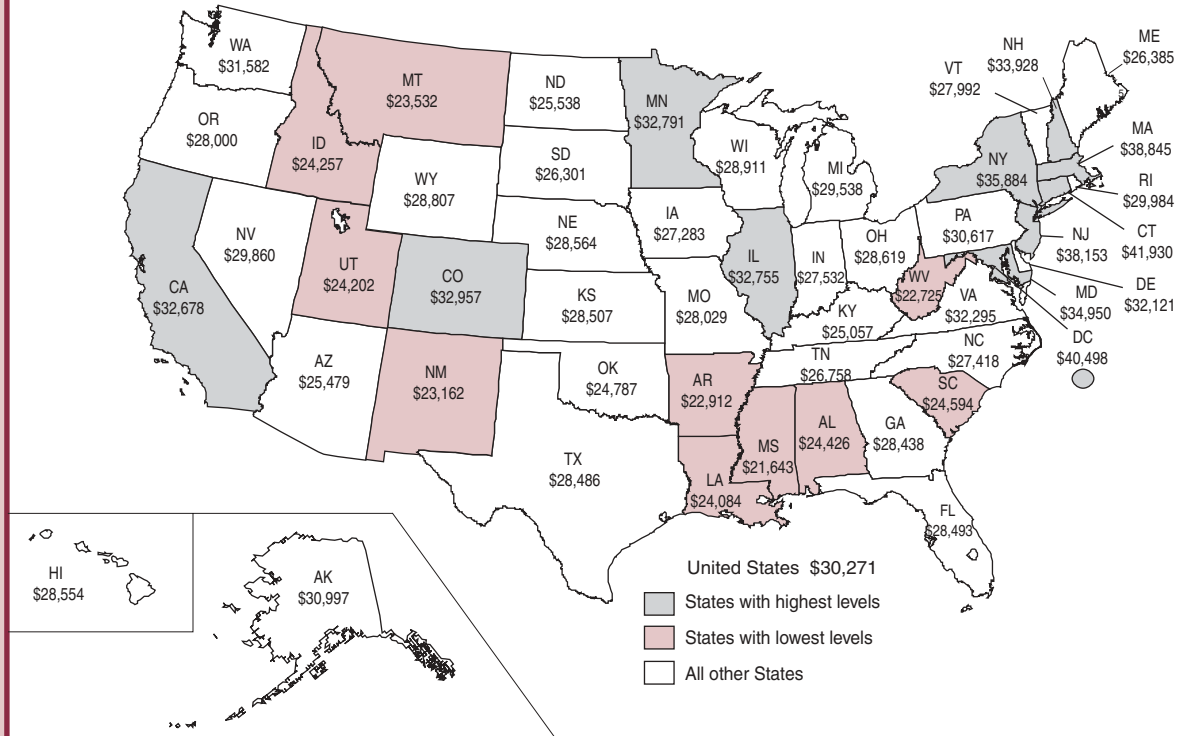 WA
$31,582
OR
$28,000
CA
$32,678
NV
$29,860
ID
$24,257
MT
$23,532
WY
$28,807
UT
$24,202
CO
$32,957
AZ
$25,479
NM
$23,162
ND
$25,538
SD
$26,301
NE
$28,564
KS
$28,507
OK
$24,787
TX
$28,486
MN
$32,791
IA
$27,283
MO
$28,029
AR
$22,912
LA
$24,084
WI
$28,911
IL
$32,755
MI
$29,538
IN
$27,532
OH
$28,619
KY
$25,057
TN
$26,758
MS
$21,643
AL
$24,426
GA
$28,438
FL
$28,493
SC
$24,594
NC
$27,418
VA
$32,295
WV
$22,725
PA
$30,617
NY
$35,884
VT
$27,992
NH
$33,928
ME
$26,385
MA
$38,845
RI
$29,984
CT
$41,930
NJ
$38,153
DE
$32,121
MD
$34,950
DC
$40,498
HI
$28,554
AK
$30,997
United States $30,271
States with highest levels
States with lowest levels
All other States